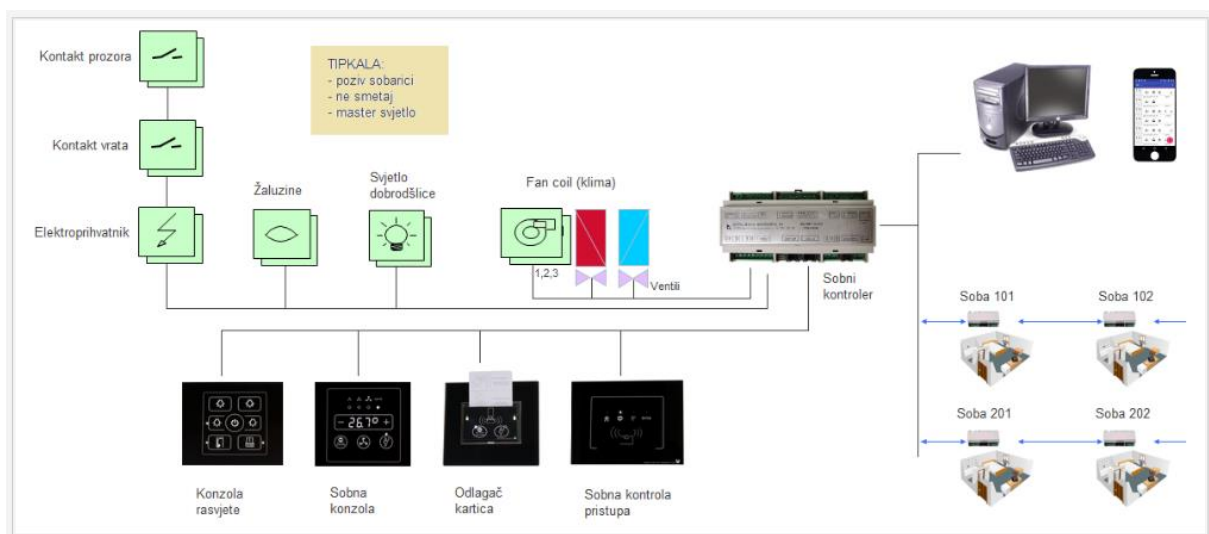 Kontakt prozora
TIPKALA:
- poziv sobarici
- ne smetaj
- master svjetlo
Kontakt vrata
Žaluzine
Svjetlo
dobrodšlice
Fan coil (klima)
Elektroprihvatnik
1,2,3
Ventili
Sobni
kontroler
Soba 101
Soba 102
26.7°
Konzola
rasvjete
Sobna
konzola
Odlagač
kartica
Sobna kontrola
pristupa
Soba 201
Soba 202